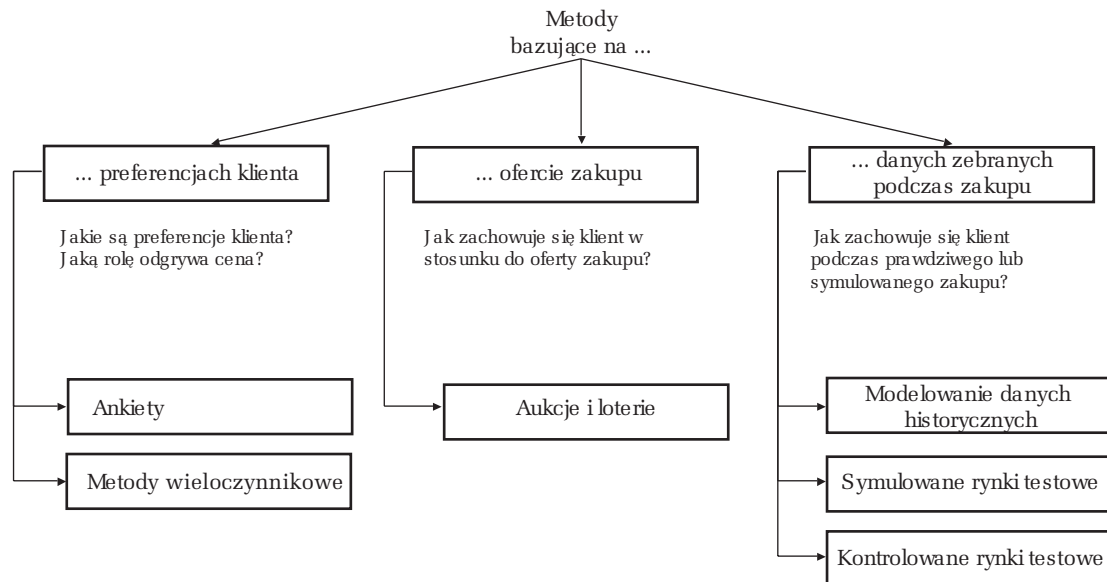 Metody
bazujące na ...
... preferencjach klienta
... ofercie zakupu
... danych zebranych
podczas zakupu
Jakie są preferencje klienta?
Jaką rolę odgrywa cena?
Jak zachowuje się klient w
stosunku do oferty zakupu?
Jak zachowuje się klient
podczas prawdziwego lub
symulowanego zakupu?
Ankiety
Aukcje i loterie
Modelowanie danych
historycznych
Metody wieloczynnikowe
Symulowane rynki testowe
Kontrolowane rynki testowe